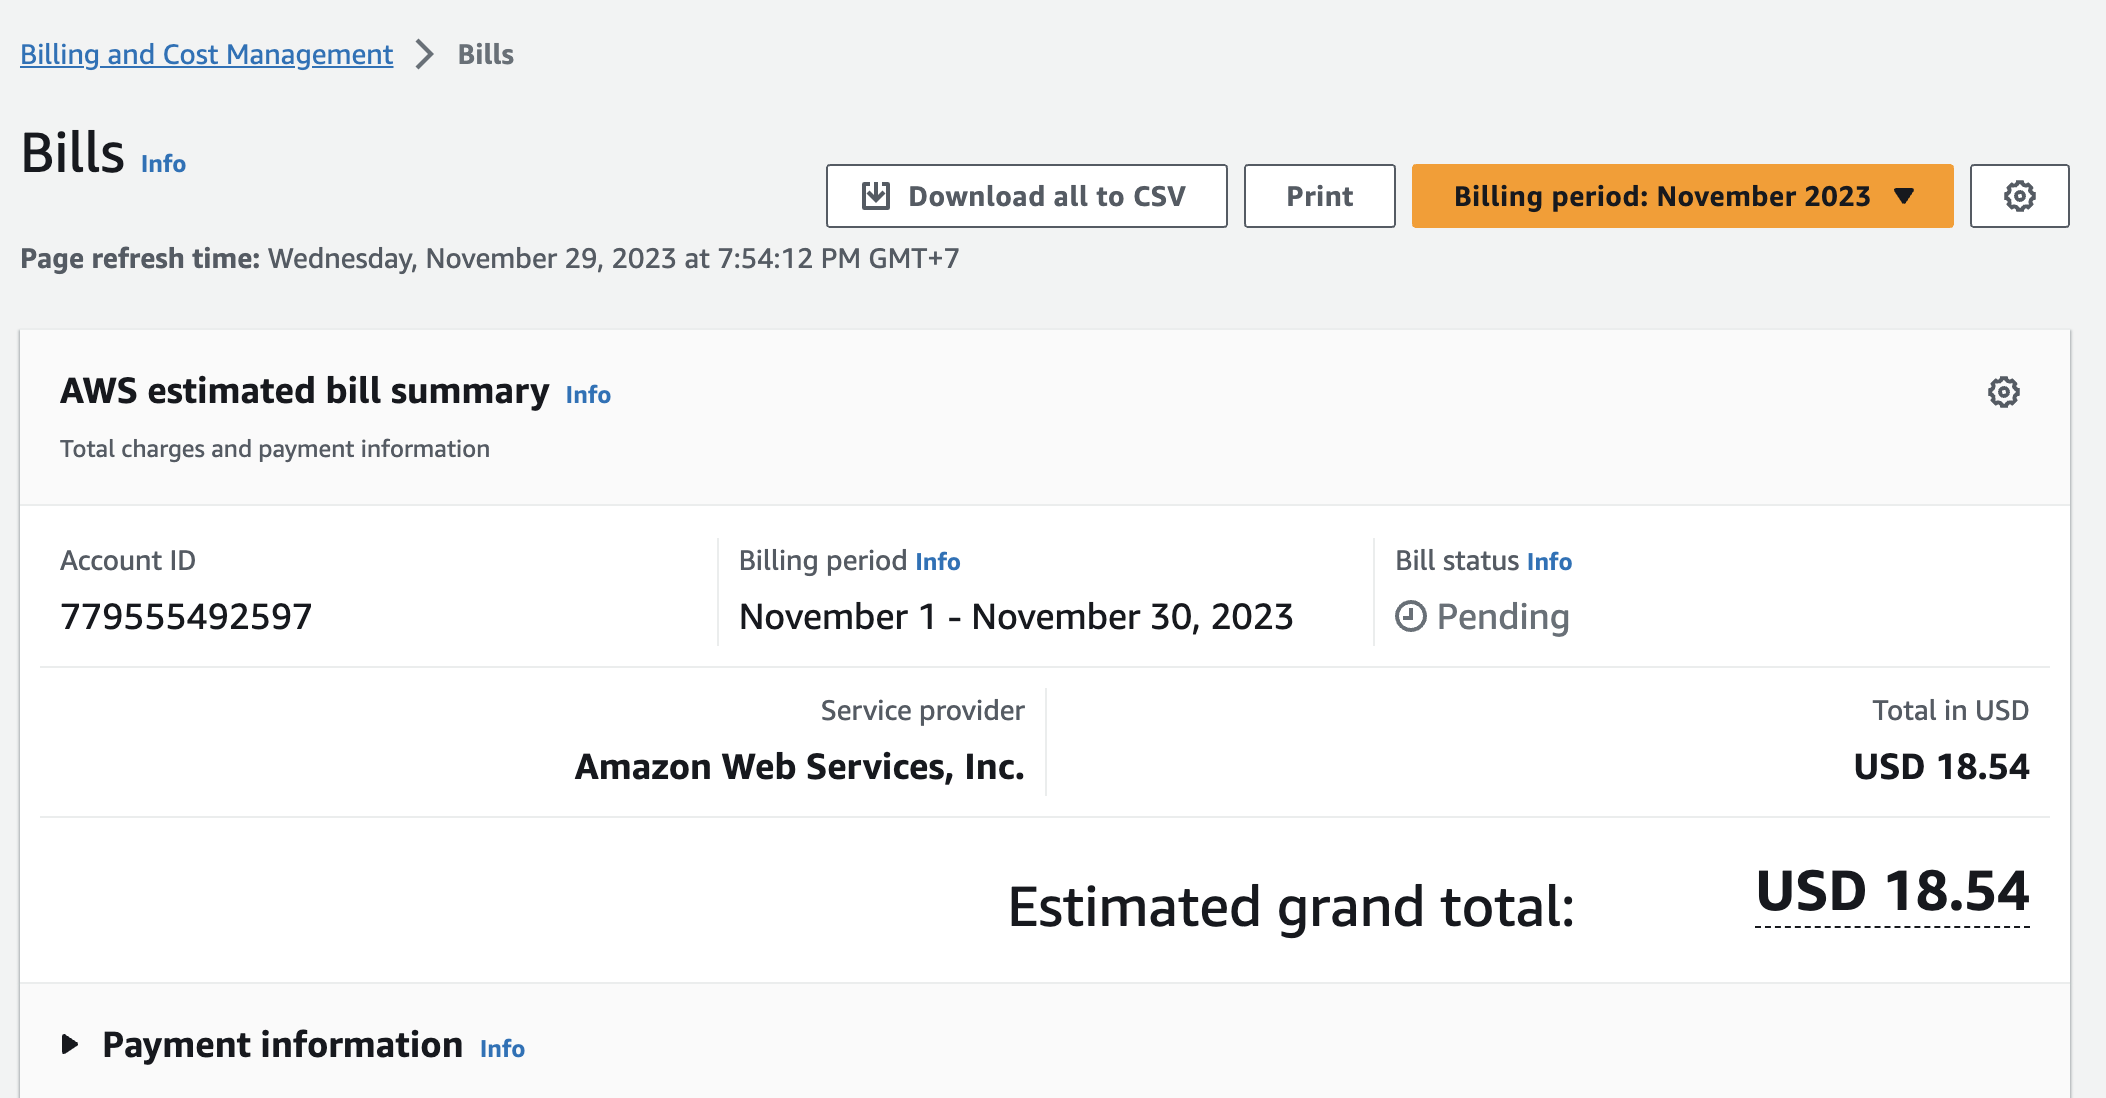 Billing and Cost Management > Bills
Bills Info
Download all to CSV
Print
Billing period: November 2023
Page refresh time: Wednesday, November 29, 2023 at 7:54:12 PM GMT+7
AWS estimated bill summary Info
Total charges and payment information
Account ID
779555492597
Billing period Info
November 1 - November 30, 2023
Bill status Info
Pending
Service provider
Amazon Web Services, Inc.
Total in USD
USD 18.54
Estimated grand total: USD 18.54
Payment information Info